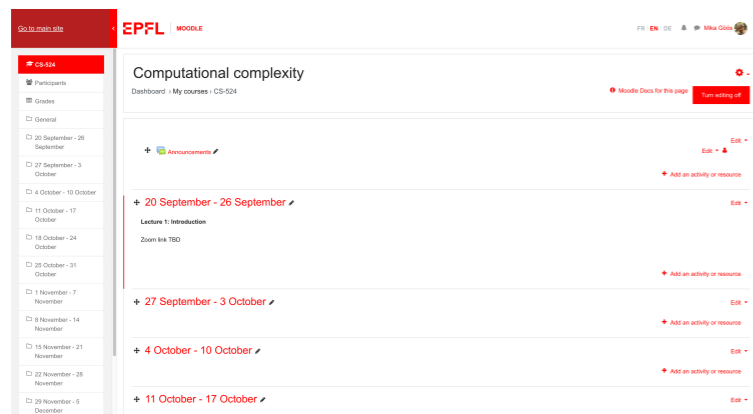 Go to main site
EPFL MOODLE
FR EN DE Mika Göös
CS-524
Participants
Grades
General
20 September - 26
September
27 September - 3
October
4 October - 10 October
11 October - 17
October
18 October - 24
October
25 October - 31
October
1 November - 7
November
8 November - 14
November
15 November - 21
November
22 November - 28
November
29 November - 5
December
Computational complexity
Dashboard › My courses › CS-524
Moodle Docs for this page
Turn editing off
Edit
Announcements
Edit
Add an activity or resource
20 September - 26 September
Edit
Lecture 1: Introduction
Zoom link TBD
Add an activity or resource
27 September - 3 October
Edit
Add an activity or resource
4 October - 10 October
Edit
Add an activity or resource
11 October - 17 October
Edit